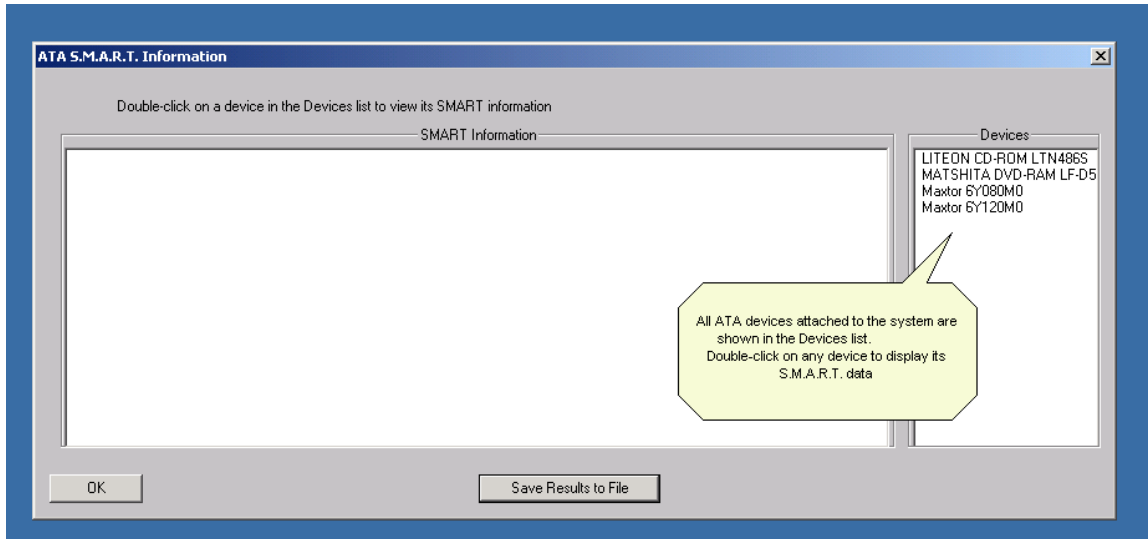 ATA S.M.A.R.T. Information
Double-click on a device in the Devices list to view its SMART information
SMART Information
Devices
LITEON CD-ROM LTN486S
MATSHITA DVD-RAM LF-D5
Maxtor 6Y080M0
Maxtor 6Y120M0
All ATA devices attached to the system are
shown in the Devices list.
Double-click on any device to display its
S.M.A.R.T. data
OK
Save Results to File